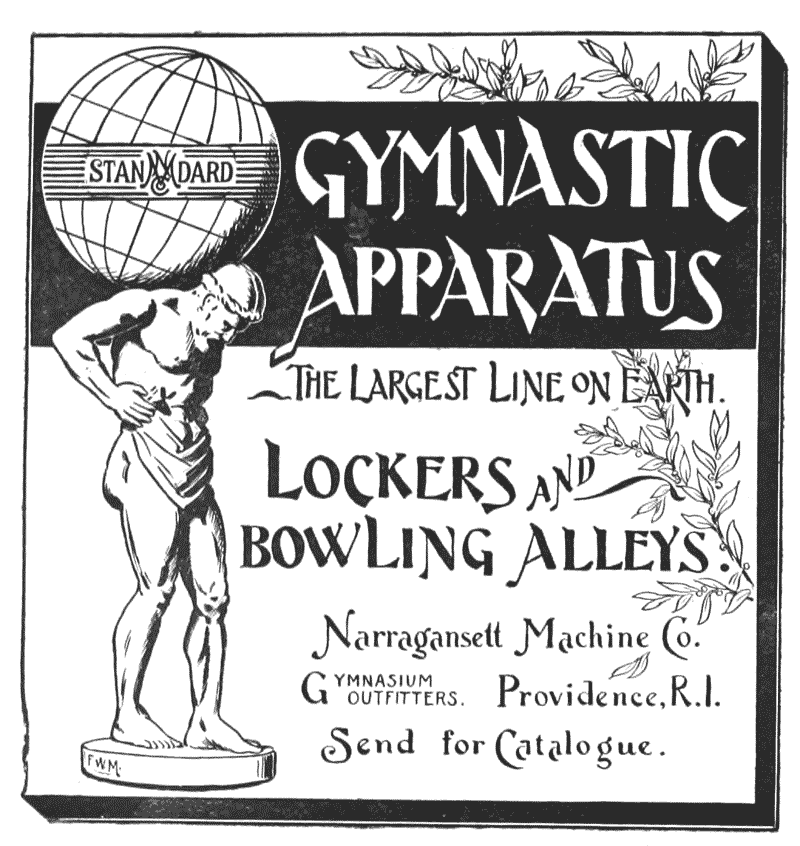 STANDARD
GYMNASTIC
APPARATUS
THE LARGEST LINE ON EARTH.
LOCKERS AND
BOWLING ALLEYS.
Narragansett Machine Co.
GYMNASIUM
OUTFITTERS. Providence, R.I.
Send for Catalogue.
F.W.M.